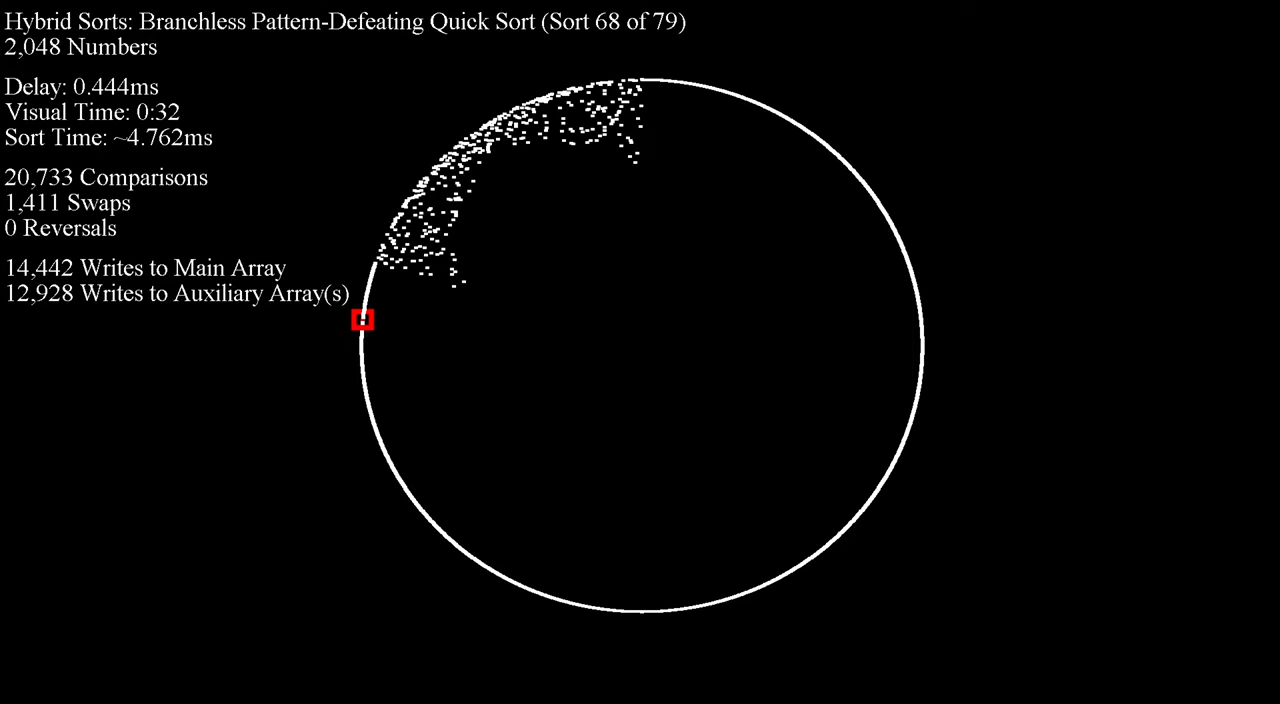 Hybrid Sorts: Branchless Pattern-Defeating Quick Sort (Sort 68 of 79)
2,048 Numbers
Delay: 0.444ms
Visual Time: 0:32
Sort Time: ~4.762ms
20,733 Comparisons
1,411 Swaps
0 Reversals
14,442 Writes to Main Array
12,928 Writes to Auxiliary Array(s)